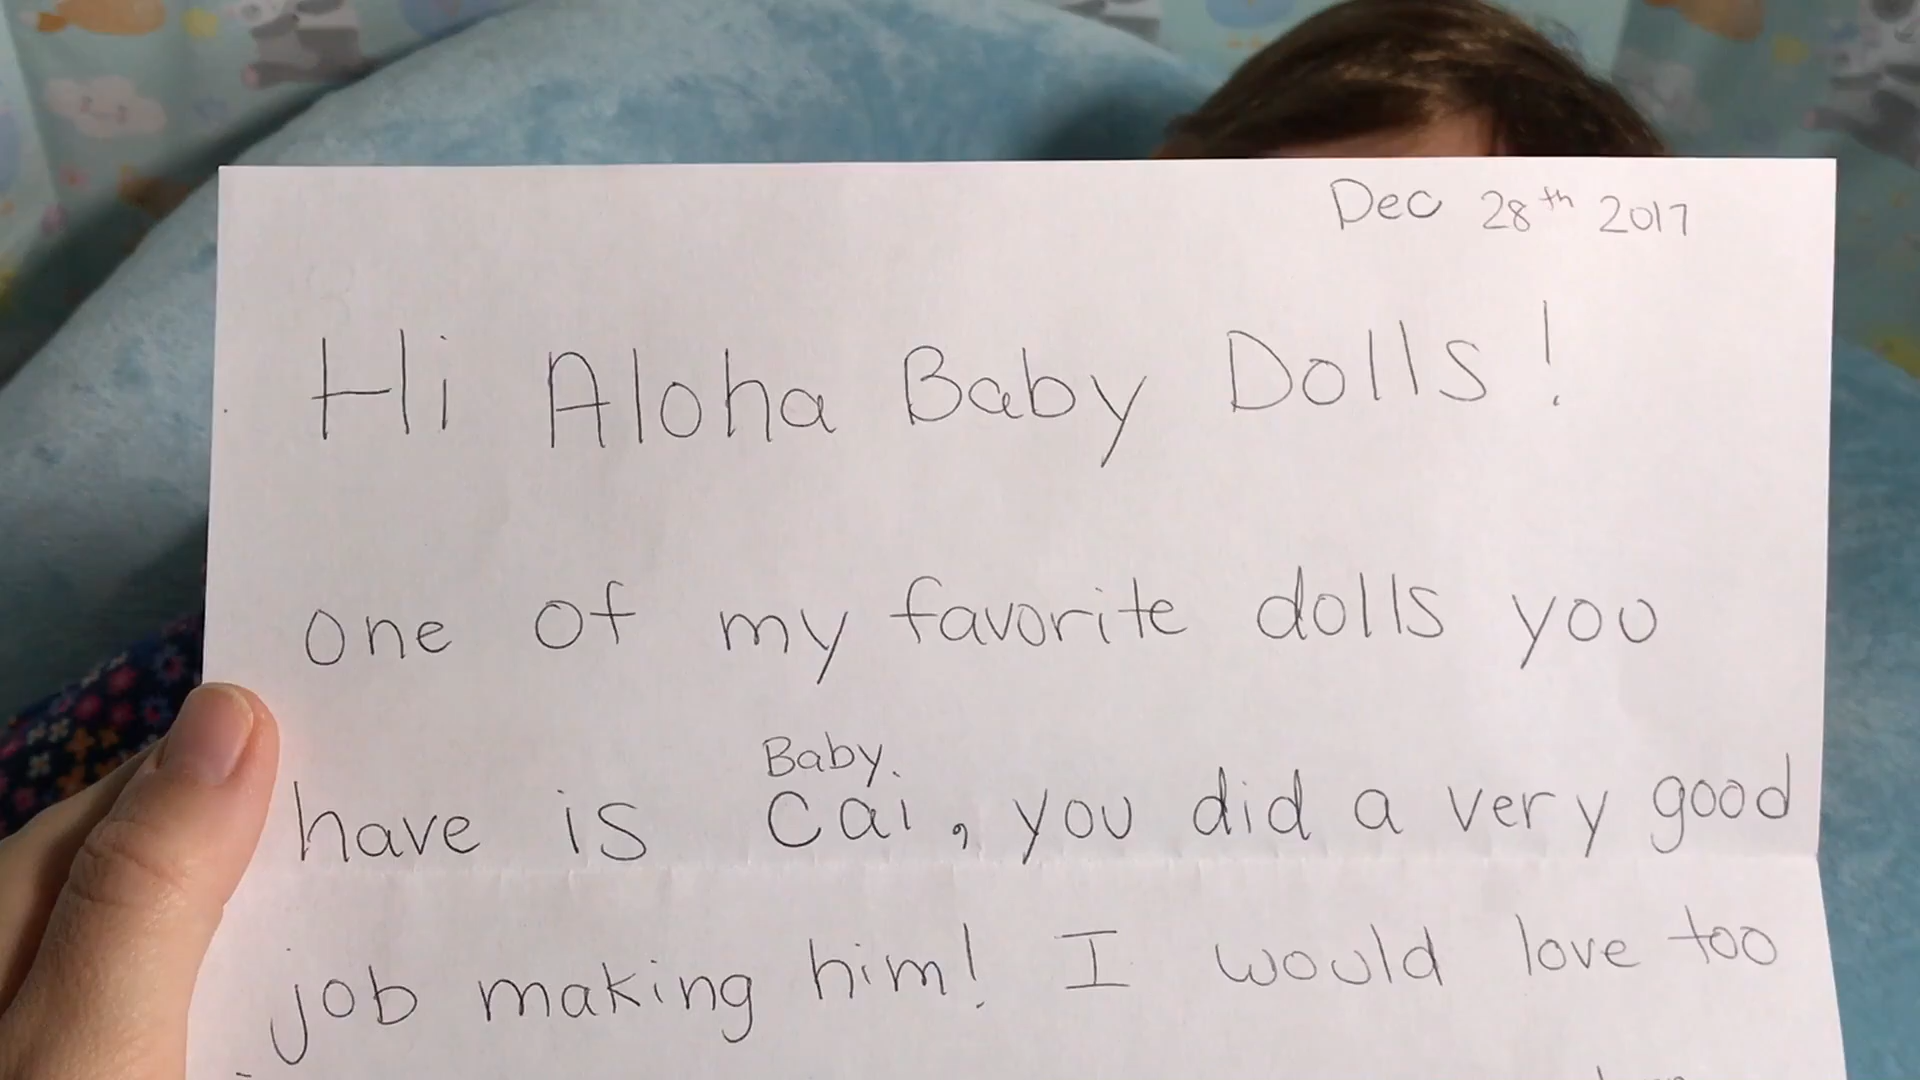 Dec 28th 2017
Hi Aloha Baby Dolls!
one of my favorite dolls you
Baby.
have is Cai, you did a very good
job making him! I would love too